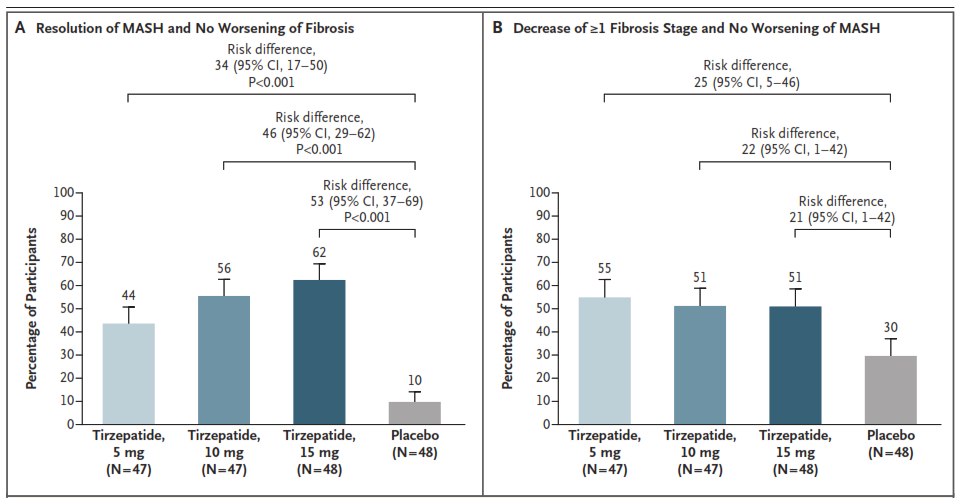 A Resolution of MASH and No Worsening of Fibrosis
Risk difference,
34 (95% CI, 17–50)
P<0.001
Risk difference,
46 (95% CI, 29–62)
P<0.001
Risk difference,
53 (95% CI, 37–69)
P<0.001
Percentage of Participants
100
90
80
70
60
50
40
30
20
10
0
44
56
62
10
Tirzepatide,
5 mg
(N=47)
Tirzepatide,
10 mg
(N=47)
Tirzepatide,
15 mg
(N=48)
Placebo
(N=48)
B Decrease of ≥1 Fibrosis Stage and No Worsening of MASH
Risk difference,
25 (95% CI, 5–46)
Risk difference,
22 (95% CI, 1–42)
Risk difference,
21 (95% CI, 1–42)
Percentage of Participants
100
90
80
70
60
50
40
30
20
10
0
55
51
51
30
Tirzepatide,
5 mg
(N=47)
Tirzepatide,
10 mg
(N=47)
Tirzepatide,
15 mg
(N=48)
Placebo
(N=48)